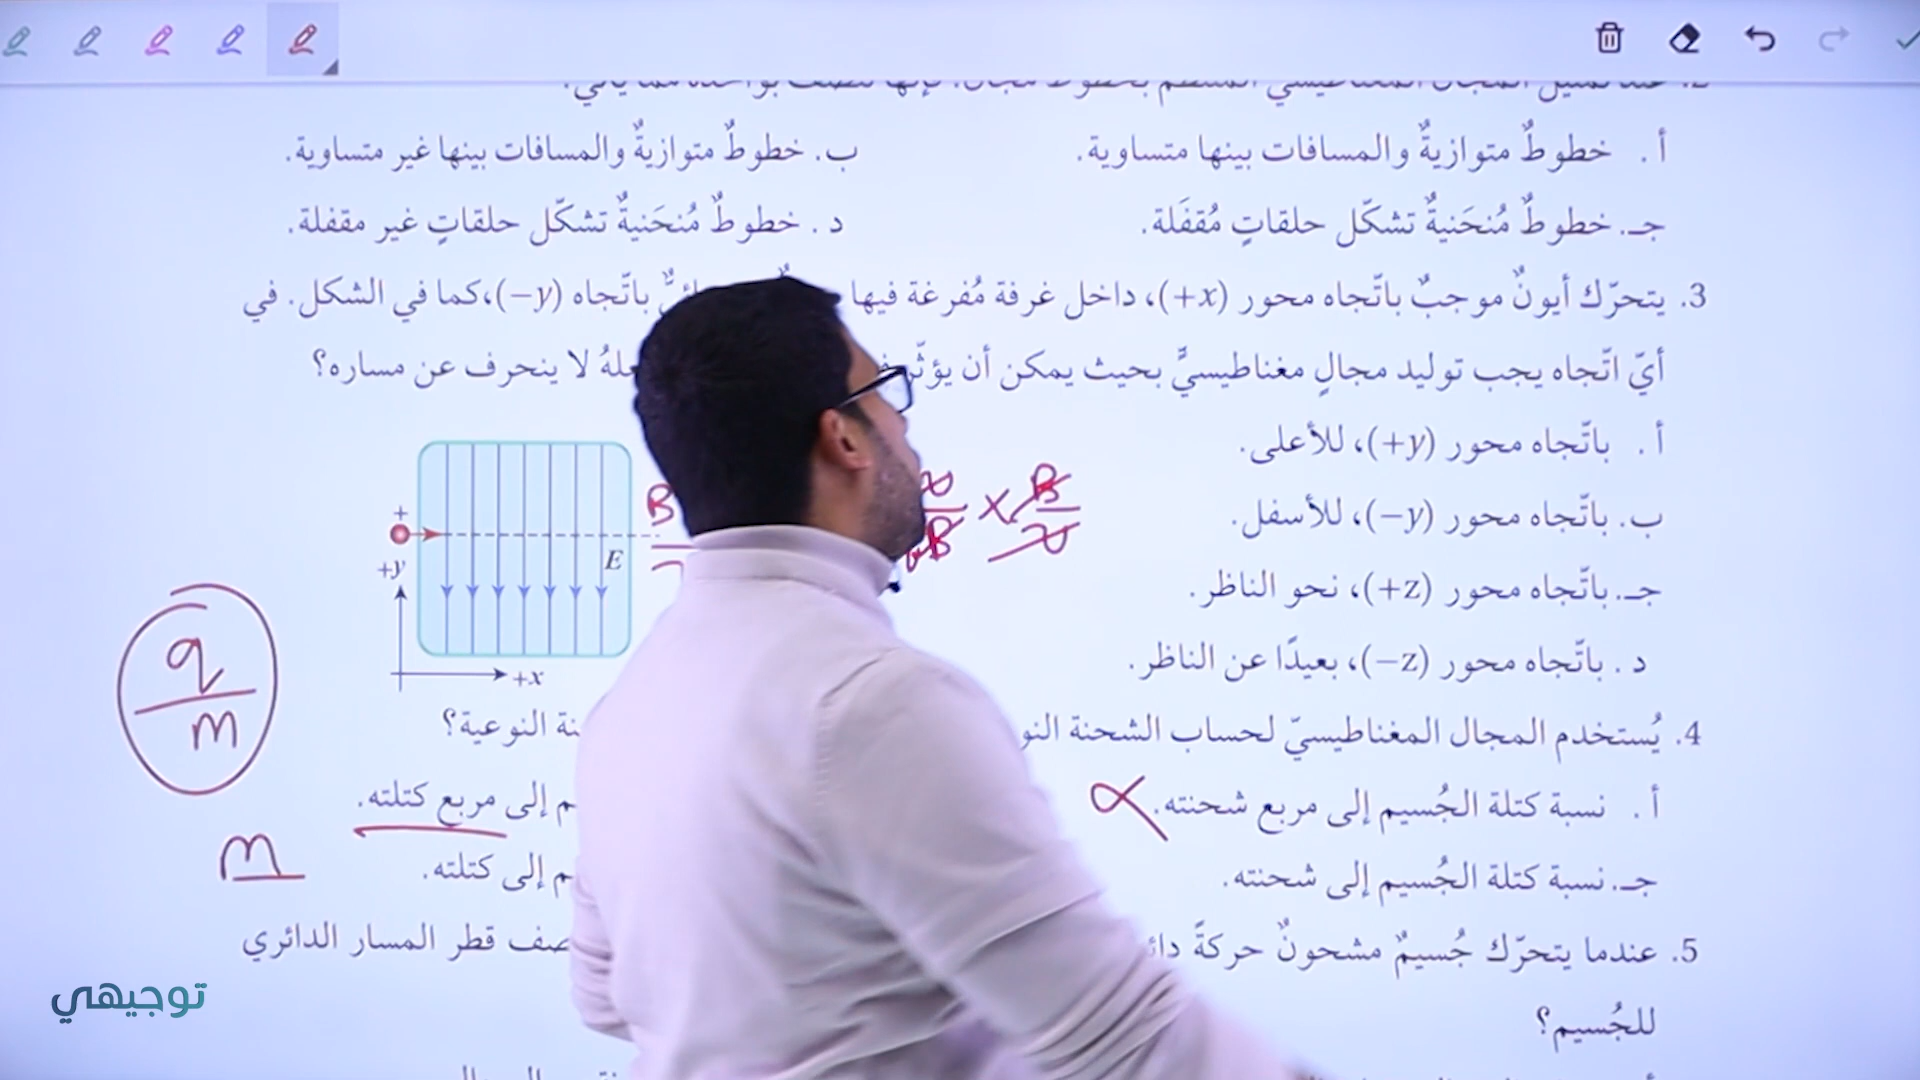 أ . خطوطٌ متوازيةٌ والمسافات بينها متساوية. ب. خطوطٌ متوازيةٌ والمسافات بينها غير متساوية.
جـ. خطوطٌ مُنحَنيةٌ تشكّل حلقاتٍ مُقفَلة. د . خطوطٌ مُنحَنيةٌ تشكّل حلقاتٍ غير مقفلة.
3. يتحرّك أيونٌ موجبٌ باتّجاه محور (+x)، داخل غرفة مُفرغة فيها باتّجاه (−y)،كما في الشكل. في
أيّ اتّجاه يجب توليد مجالٍ مغناطيسيٍّ بحيث يمكن أن يؤثّر لا ينحرف عن مساره؟
أ . باتّجاه محور (+y)، للأعلى.
B × B
ب. باتّجاه محور (−y)، للأسفل.
+
E
+y
جـ. باتّجاه محور (+z)، نحو الناظر.
د . باتّجاه محور (−z)، بعيدًا عن الناظر.
+x
q
m
4. يُستخدم المجال المغناطيسيّ لحساب الشحنة النوعية؟
أ . نسبة كتلة الجُسيم إلى مربع شحنته. إلى مربع كتلته.
m
جـ. نسبة كتلة الجُسيم إلى شحنته. إلى كتلته.
5. عندما يتحرّك جُسيمٌ مشحونٌ حركةً قطر المسار الدائري
للجُسيم؟
توجيهي